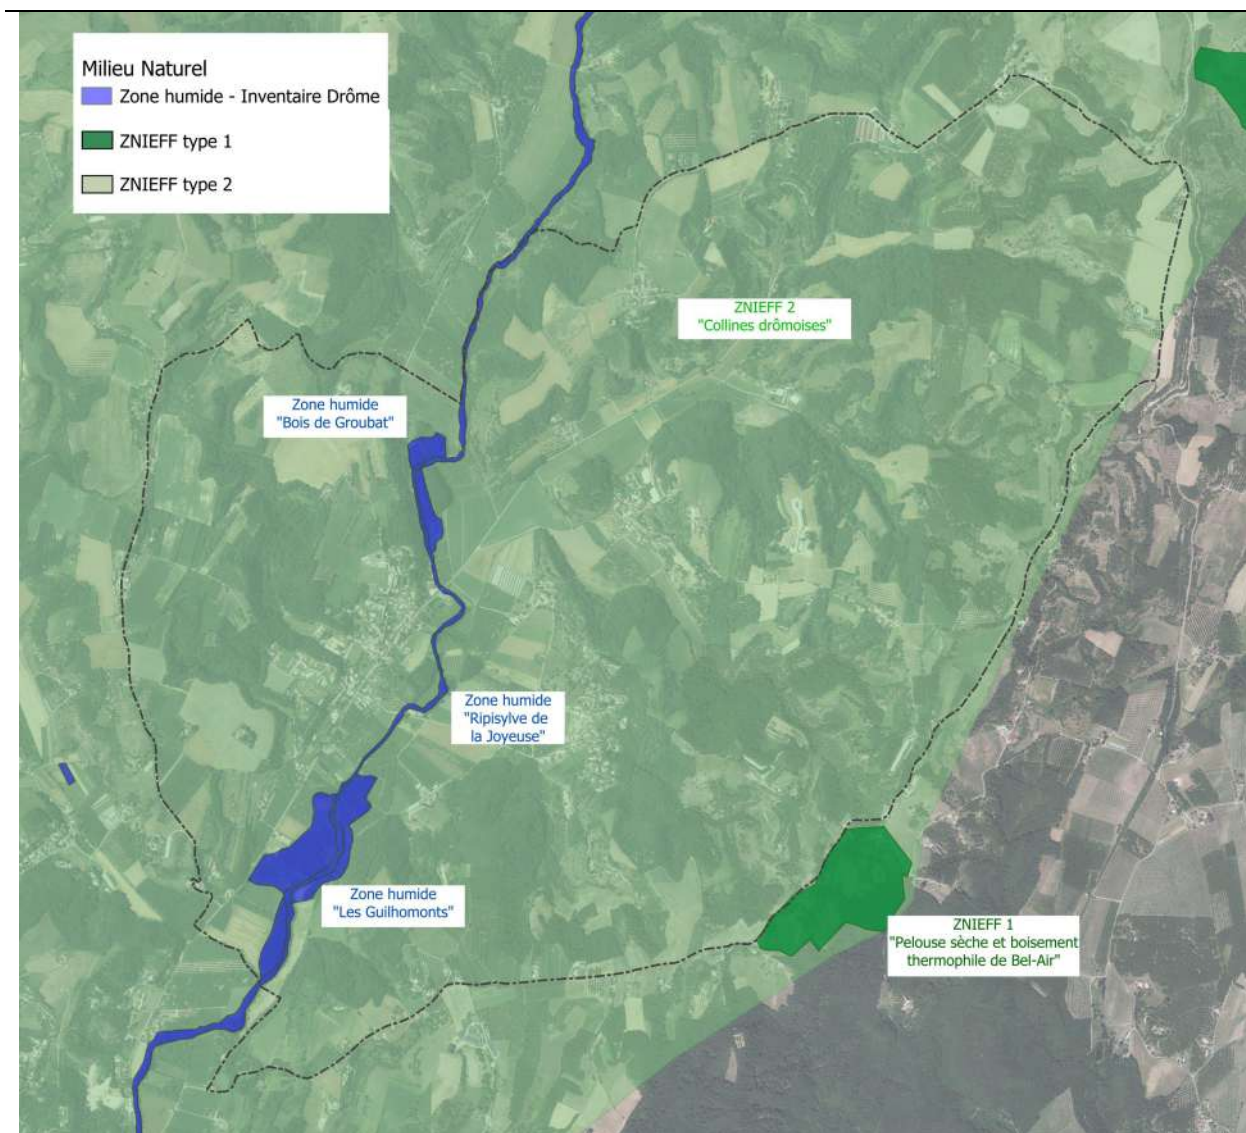 Milieu Naturel
Zone humide - Inventaire Drôme
ZNIEFF type 1
ZNIEFF type 2
ZNIEFF 2
"Collines drômoises"
Zone humide
"Bois de Groubat"
Zone humide
"Ripisylve de
la Joyeuse"
Zone humide
"Les Guilhomonts"
ZNIEFF 1
"Pelouse sèche et boisement
thermophile de Bel-Air"